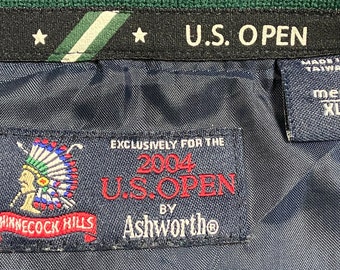 U.S. OPEN
MADE IN
TAIWAN
XL
EXCLUSIVELY FOR THE
2004
U.S. OPEN
BY
Ashworth®
SHINNECOCK HILLS